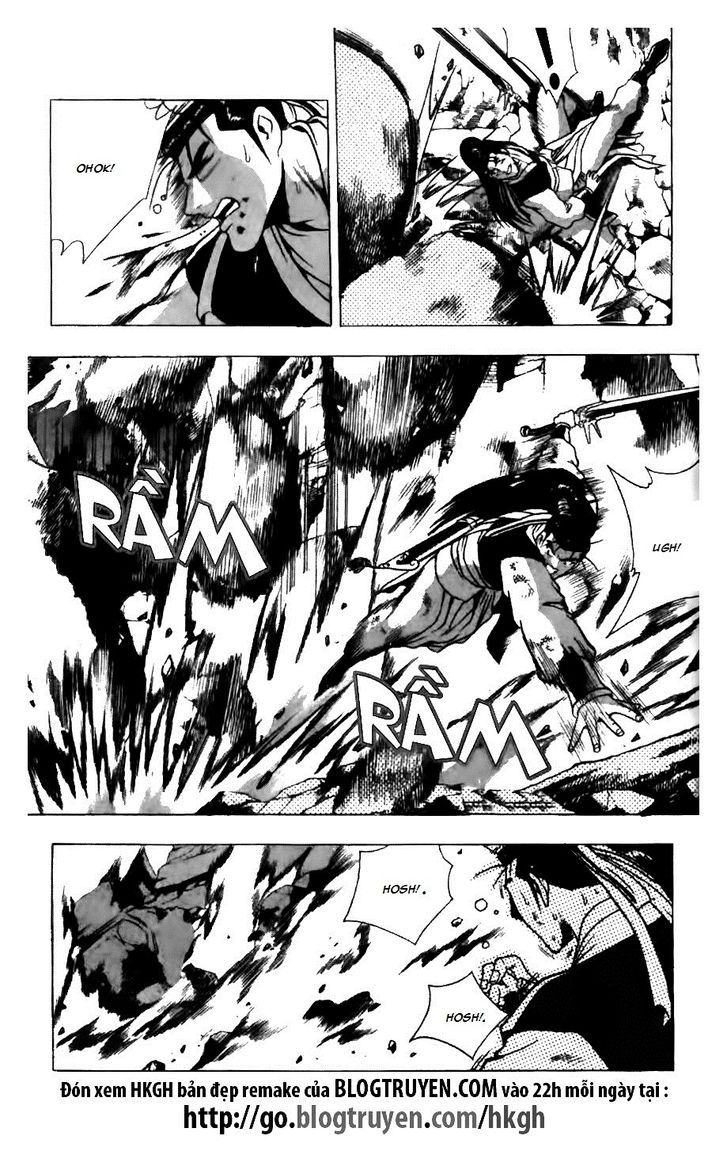 !
OHOK!
UGH!
RẦM
RẦM
HOSH!.
HOSH!.
Đón xem HKGH bản đẹp remake của BLOGTRUYEN.COM vào 22h mỗi ngày tại :
http://go.blogtruyen.com/hkgh